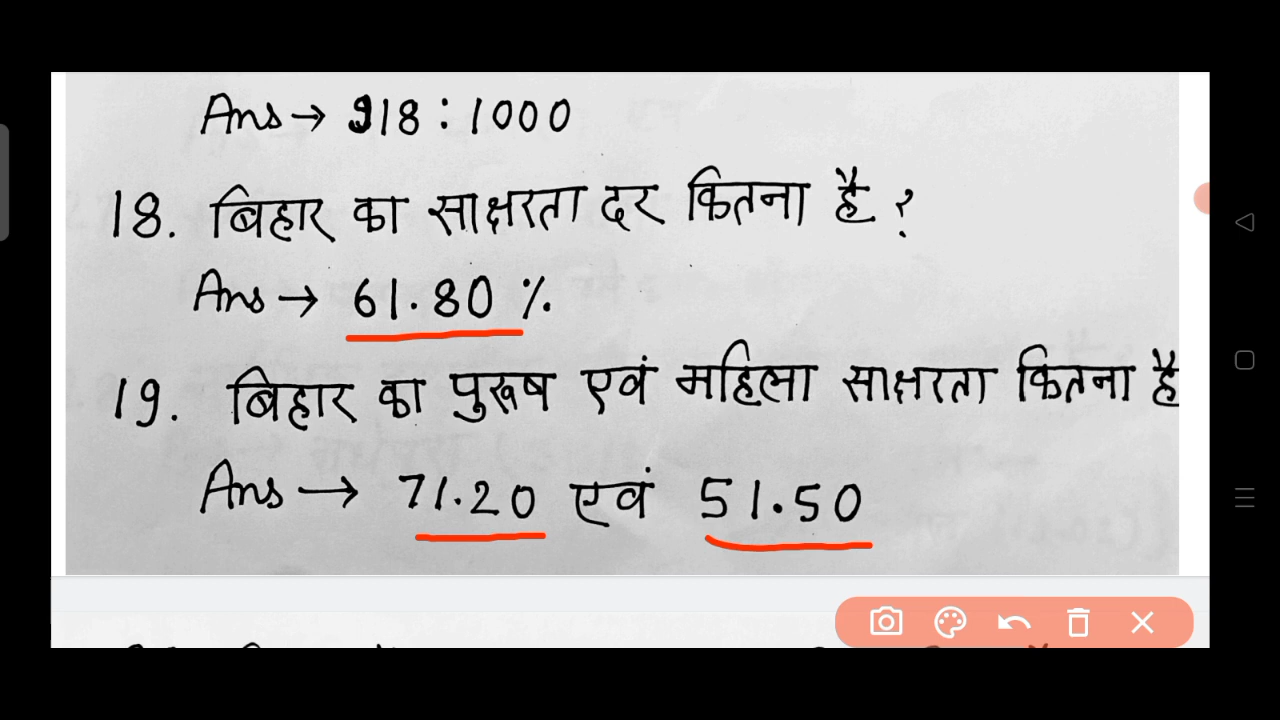 Ans → 918 : 1000
18. बिहार का साक्षरता दर कितना है ?
Ans → 61.80 %
19. बिहार का पुरूष एवं महिला साक्षरता कितना है
Ans → 71.20 एवं 51.50